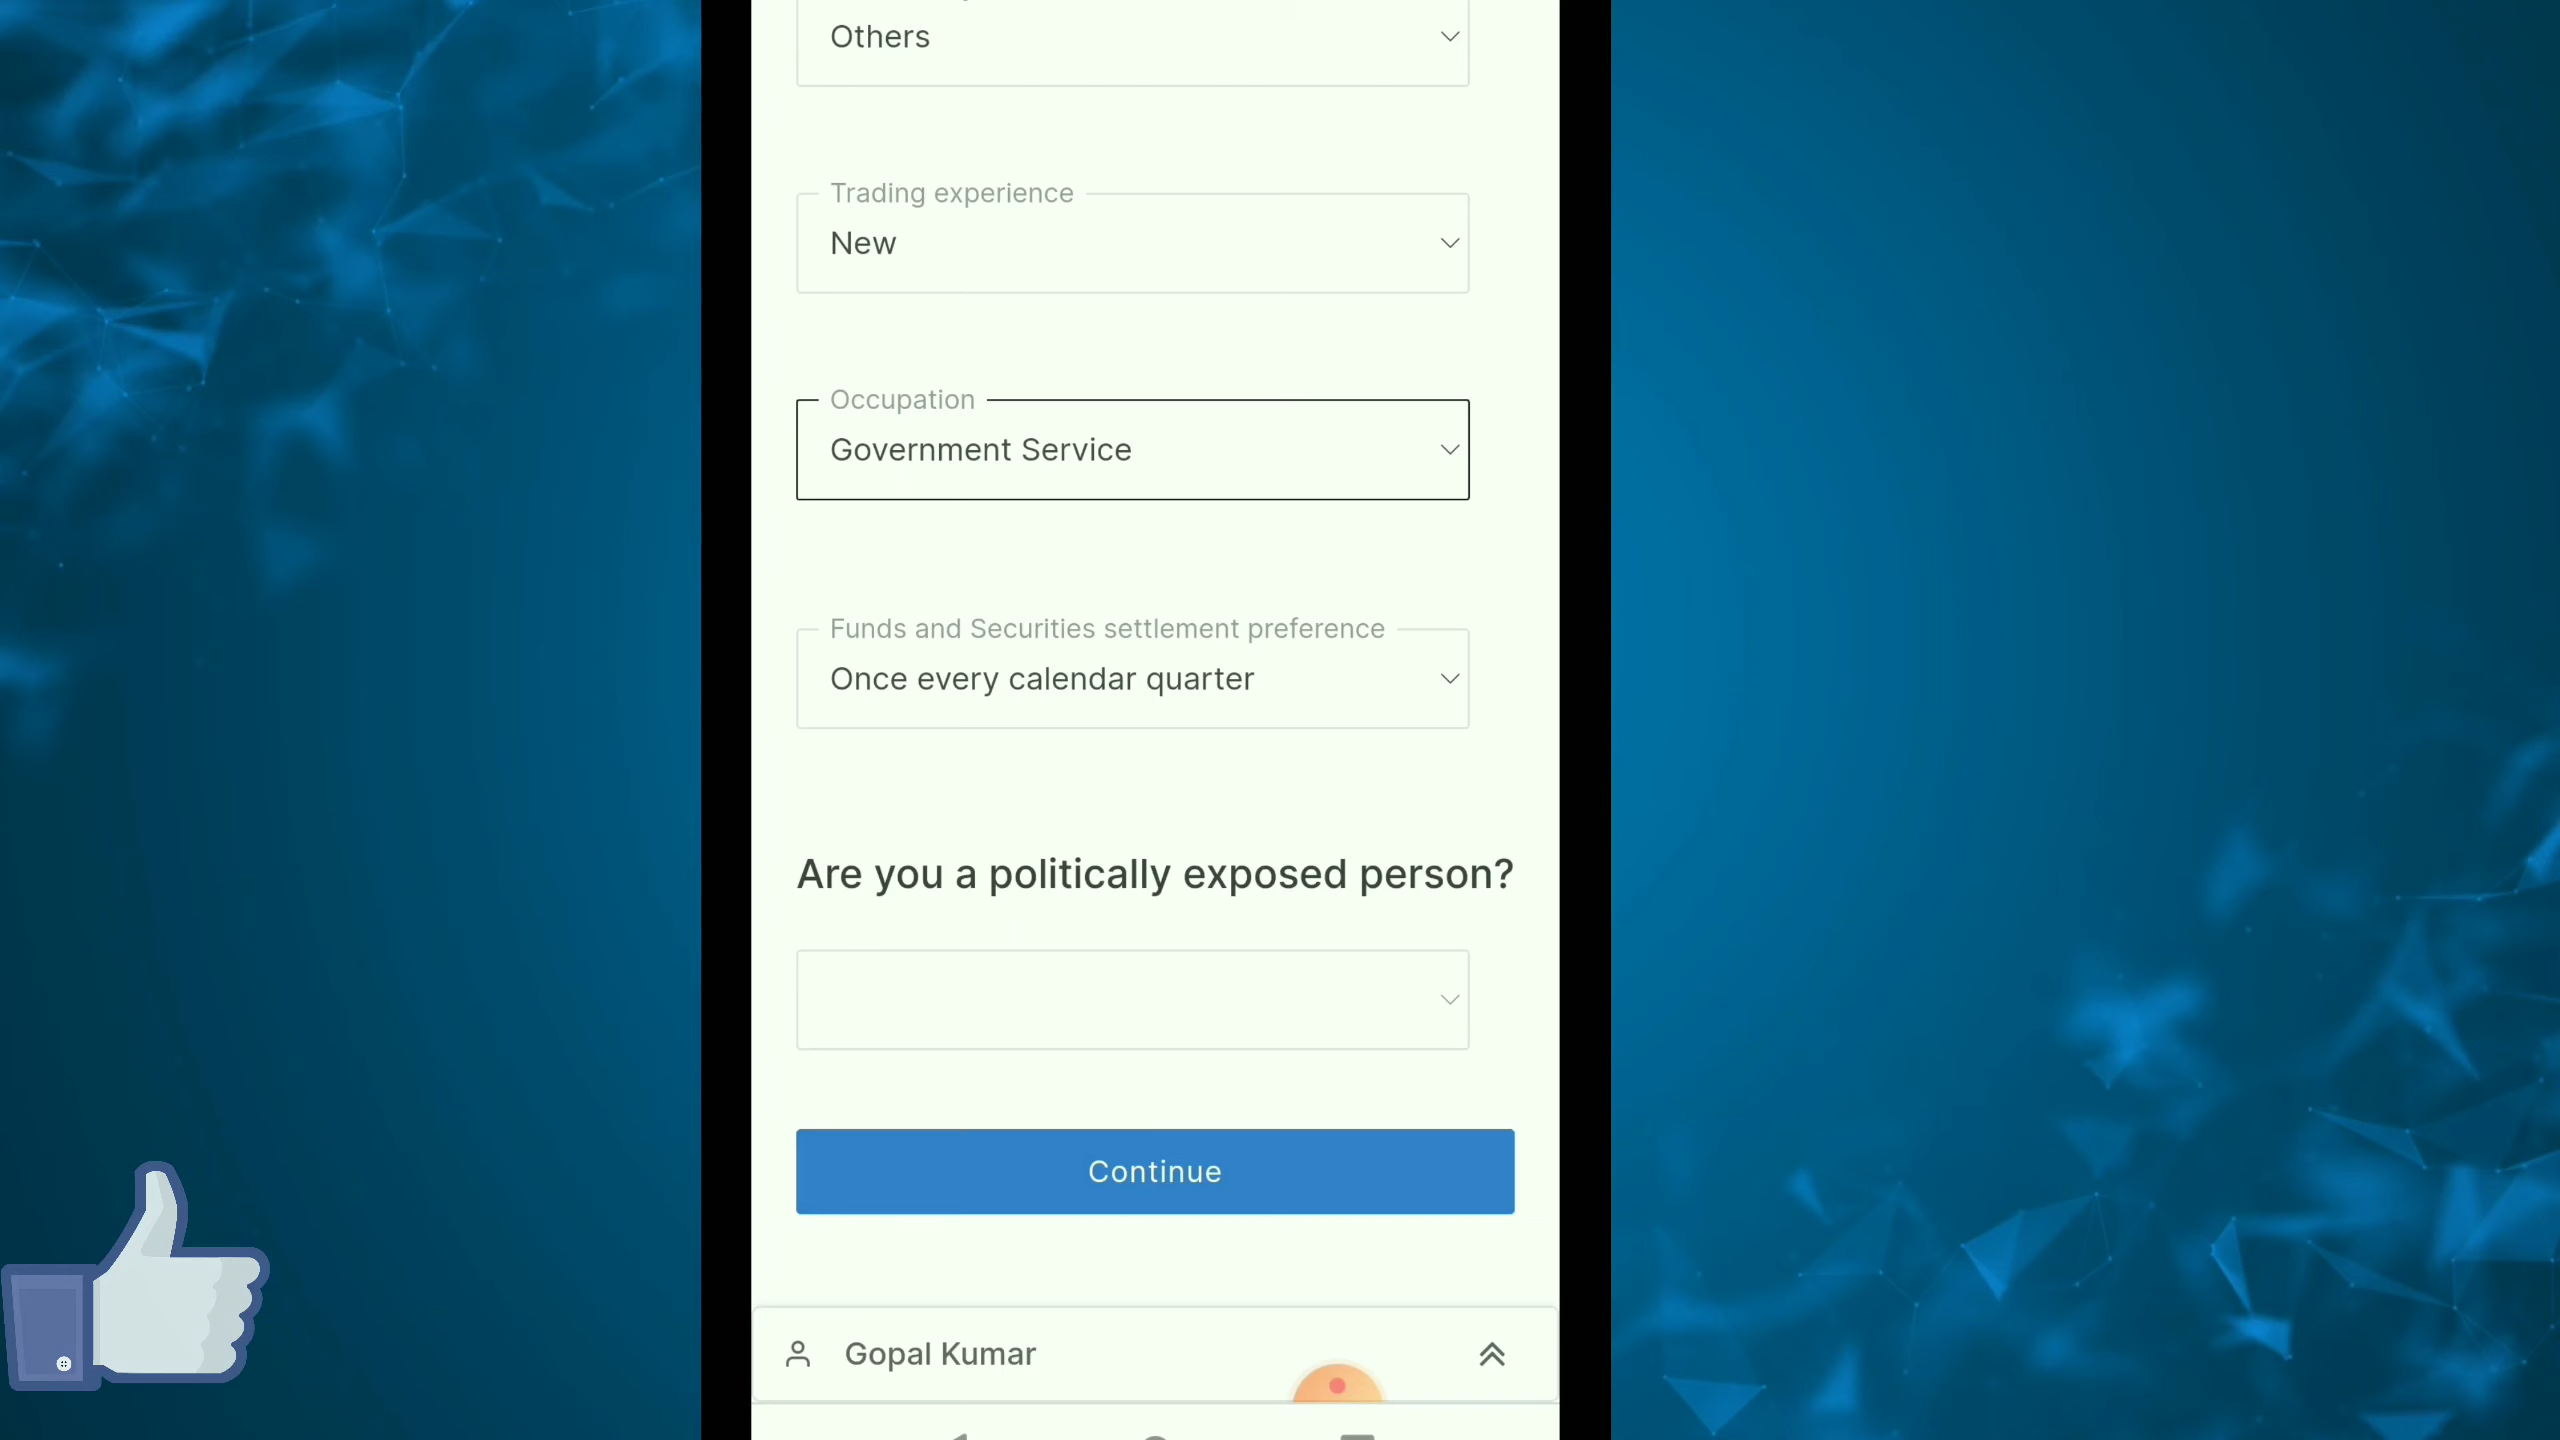 Others
Trading experience
New
Occupation
Government Service
Funds and Securities settlement preference
Once every calendar quarter
Are you a politically exposed person?
Continue
Gopal Kumar